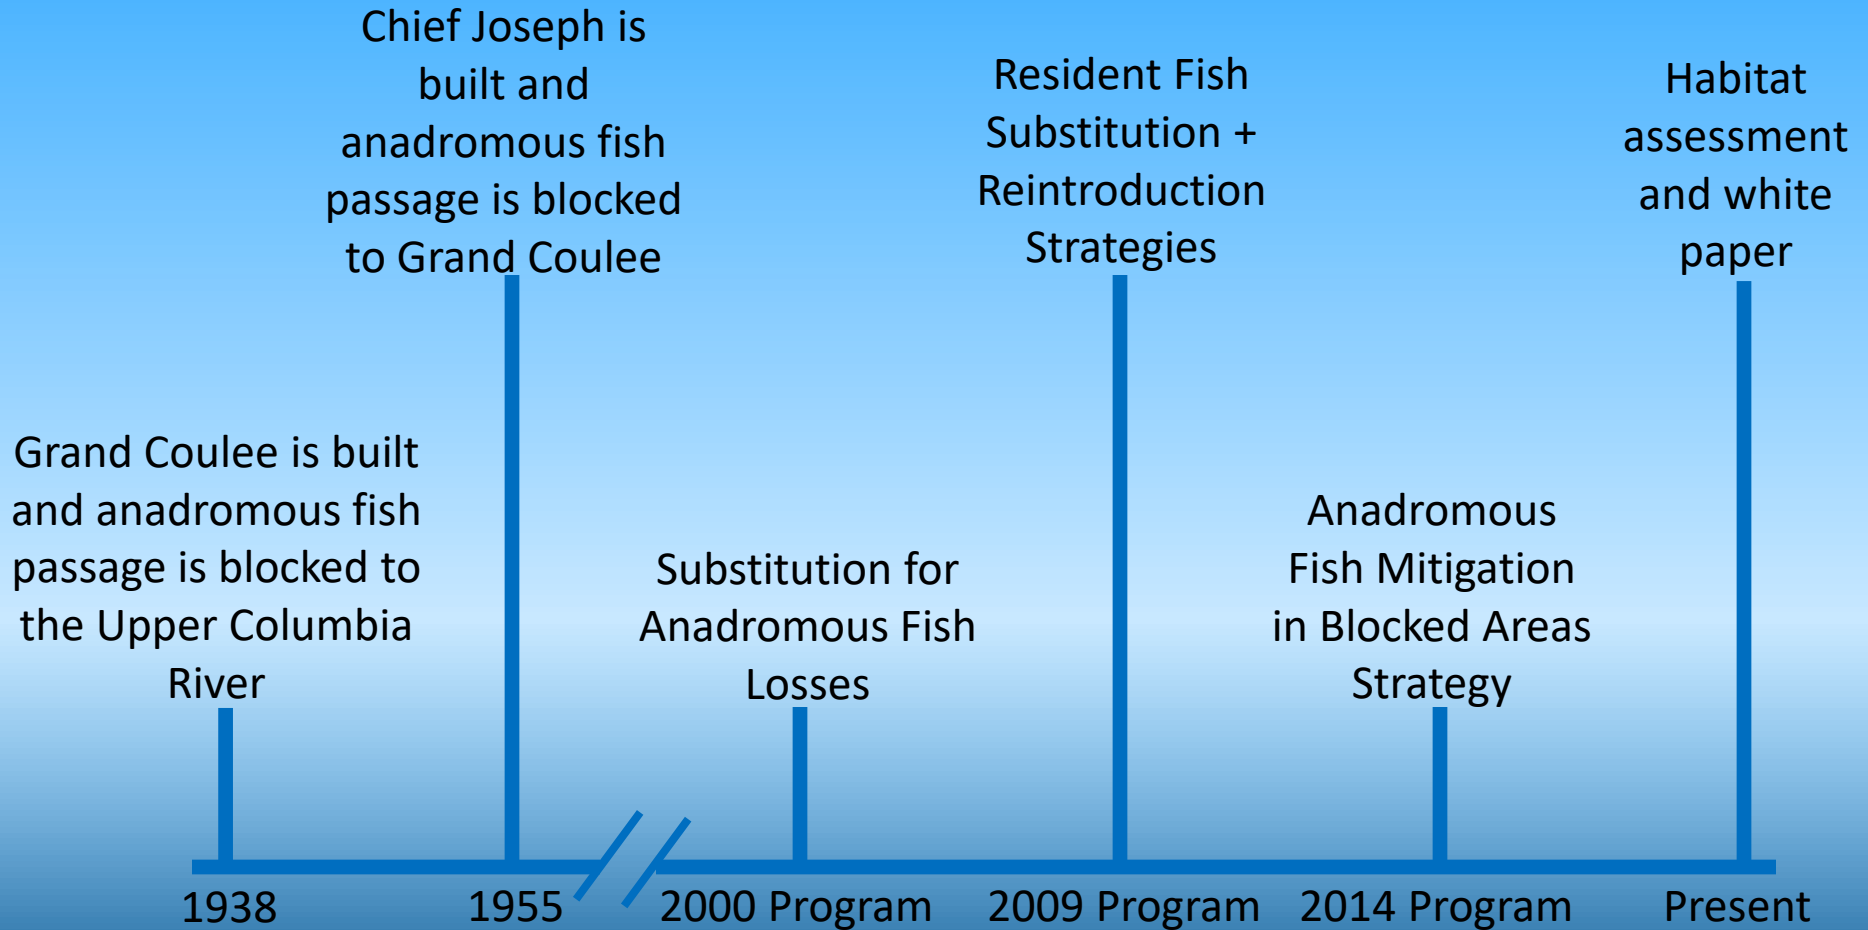 Chief Joseph is
built and
anadromous fish
passage is blocked
to Grand Coulee
Resident Fish
Substitution +
Reintroduction
Strategies
Habitat
assessment
and white
paper
Grand Coulee is built
and anadromous fish
passage is blocked to
the Upper Columbia
River
Substitution for
Anadromous Fish
Losses
Anadromous
Fish Mitigation
in Blocked Areas
Strategy
1938
1955
2000 Program
2009 Program
2014 Program
Present